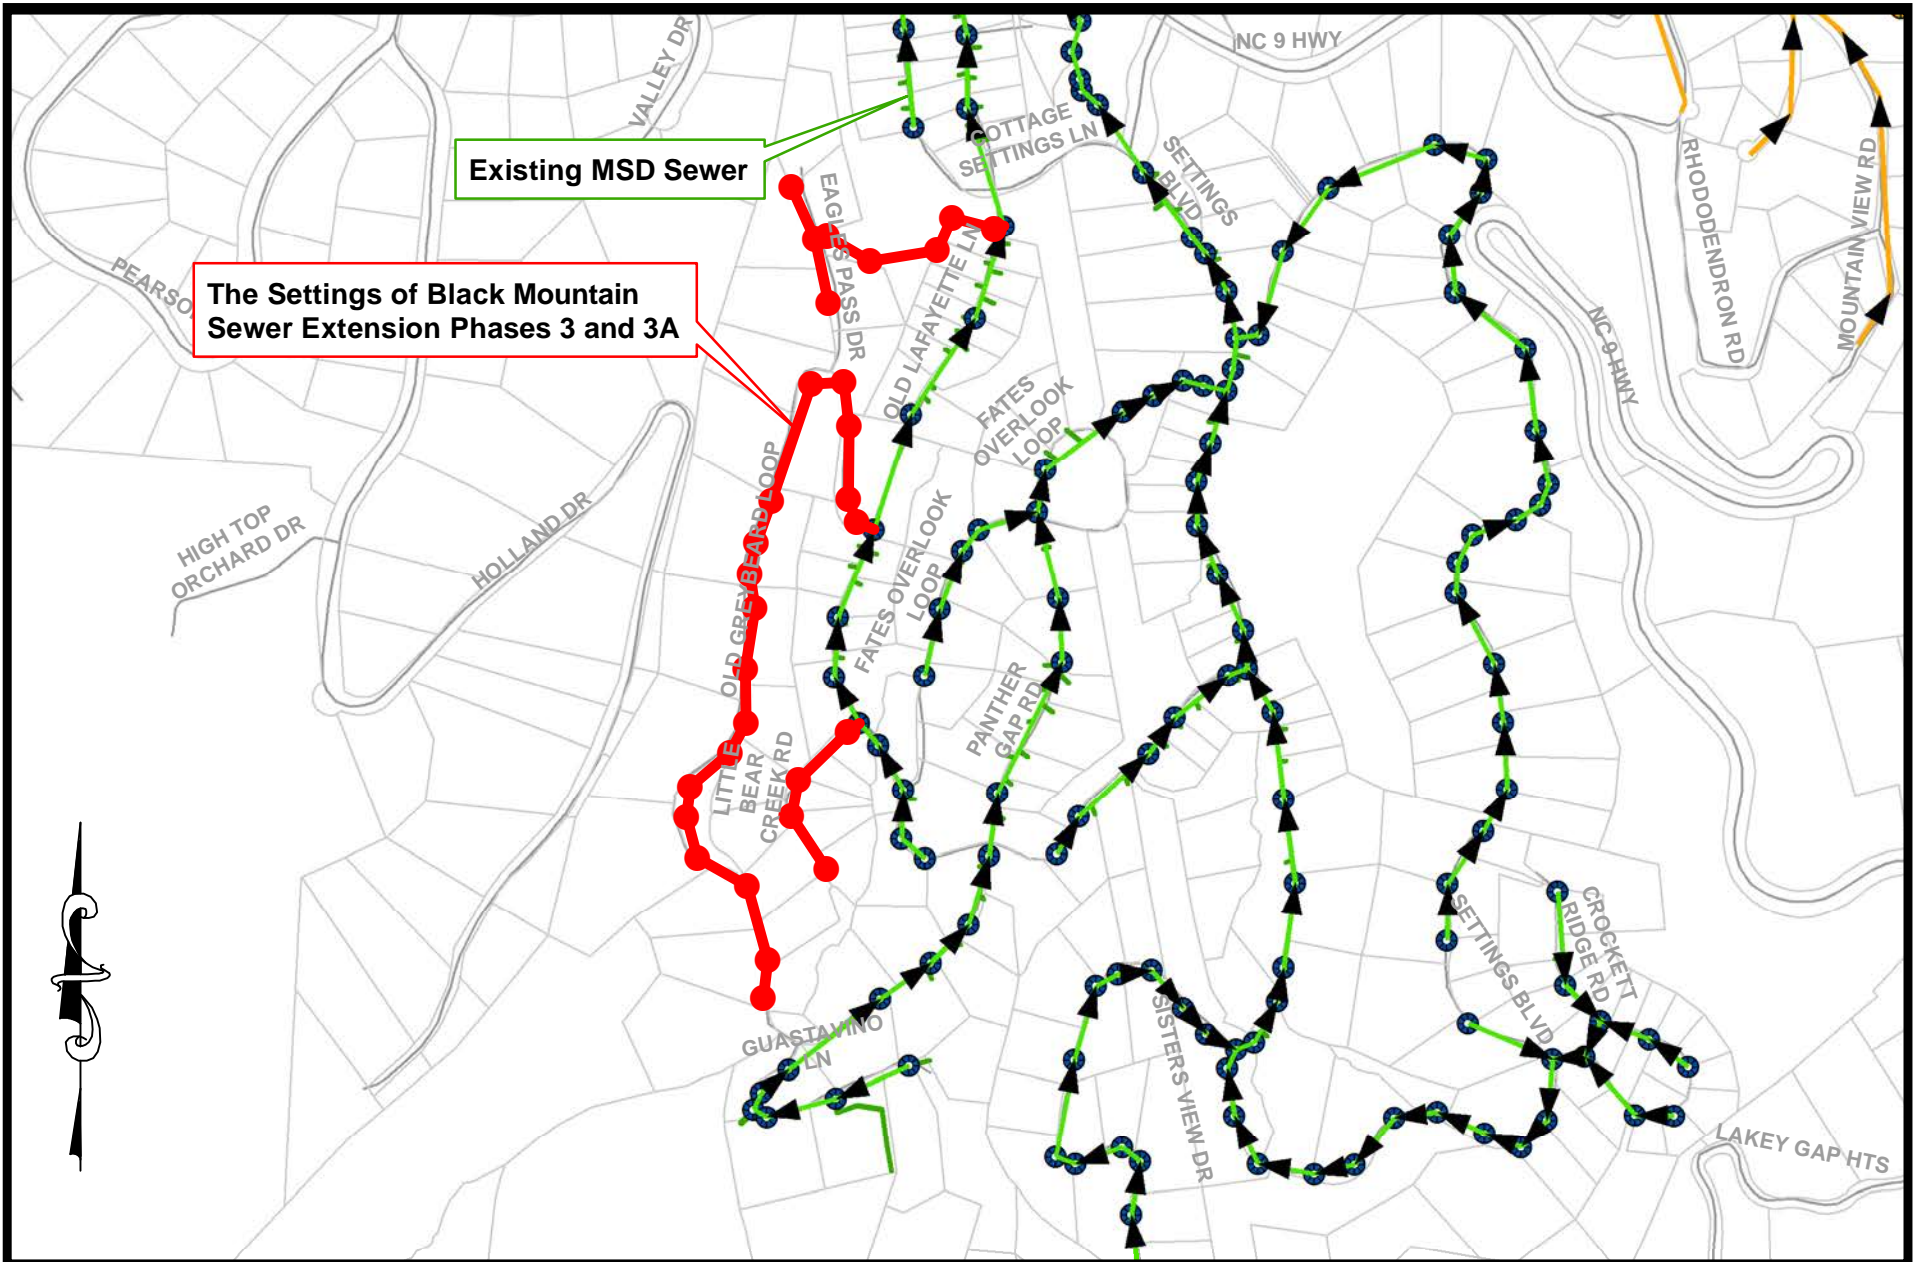 VALLEY DR
NC 9 HWY
COTTAGE
SETTINGS LN
SETTINGS
BLVD
Existing MSD Sewer
EAGLES PASS DR
RHODODENDRON RD
MOUNTAIN VIEW RD
The Settings of Black Mountain
Sewer Extension Phases 3 and 3A
OLD LAFAYETTE LN
NC 9 HWY
FATES
OVERLOOK
LOOP
HIGH TOP
ORCHARD DR
HOLLAND DR
OLD GREYBEARD LOOP
FATES OVERLOOK
LOOP
PANTHER
GAP RD
LITTLE
BEAR
CREEK RD
SETTINGS BLVD
CROCKETT
RIDGE RD
GUASTAVINO
LN
SISTERS VIEW DR
LAKEY GAP HTS